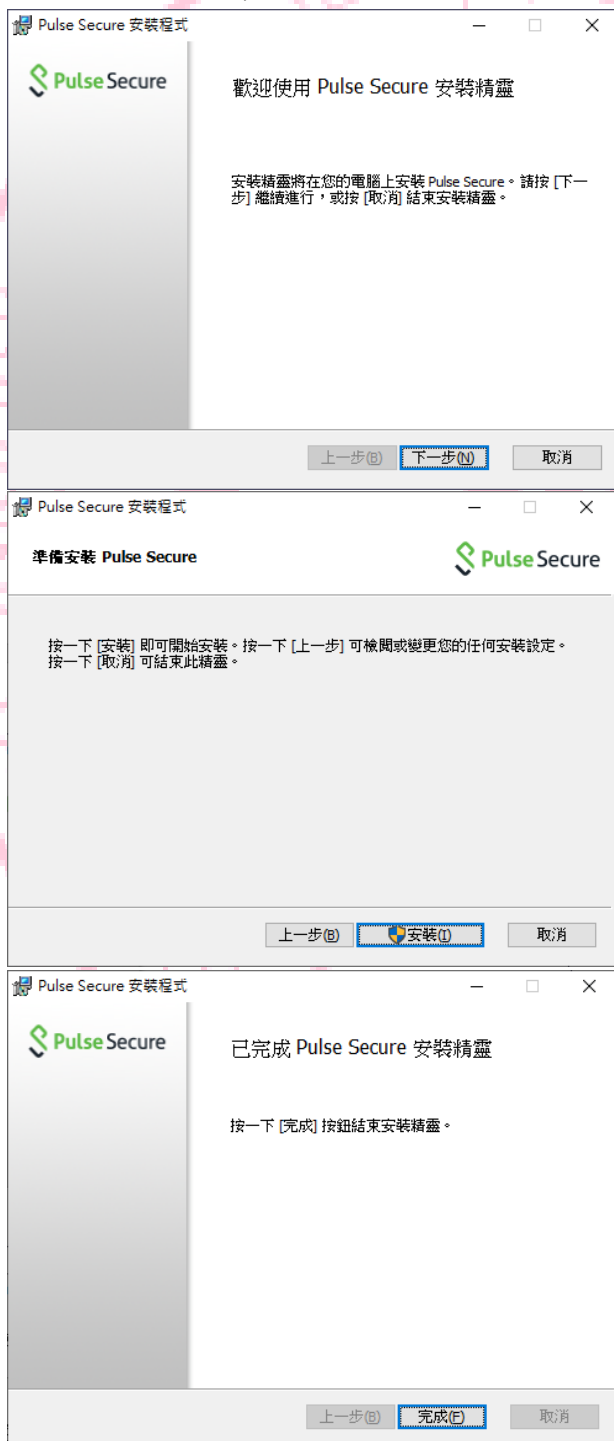 Pulse Secure 安裝程式
Pulse Secure
歡迎使用 Pulse Secure 安裝精靈
安裝精靈將在您的電腦上安裝 Pulse Secure。請按 [下一
步] 繼續進行，或按 [取消] 結束安裝精靈。
上一步(B) 下一步(N) 取消
Pulse Secure 安裝程式
準備安裝 Pulse Secure
Pulse Secure
按一下 [安裝] 即可開始安裝。按一下 [上一步] 可檢閱或變更您的任何安裝設定。
按一下 [取消] 可結束此精靈。
上一步(B) 安裝(I) 取消
Pulse Secure 安裝程式
Pulse Secure
已完成 Pulse Secure 安裝精靈
按一下 [完成] 按鈕結束安裝精靈。
上一步(B) 完成(F) 取消